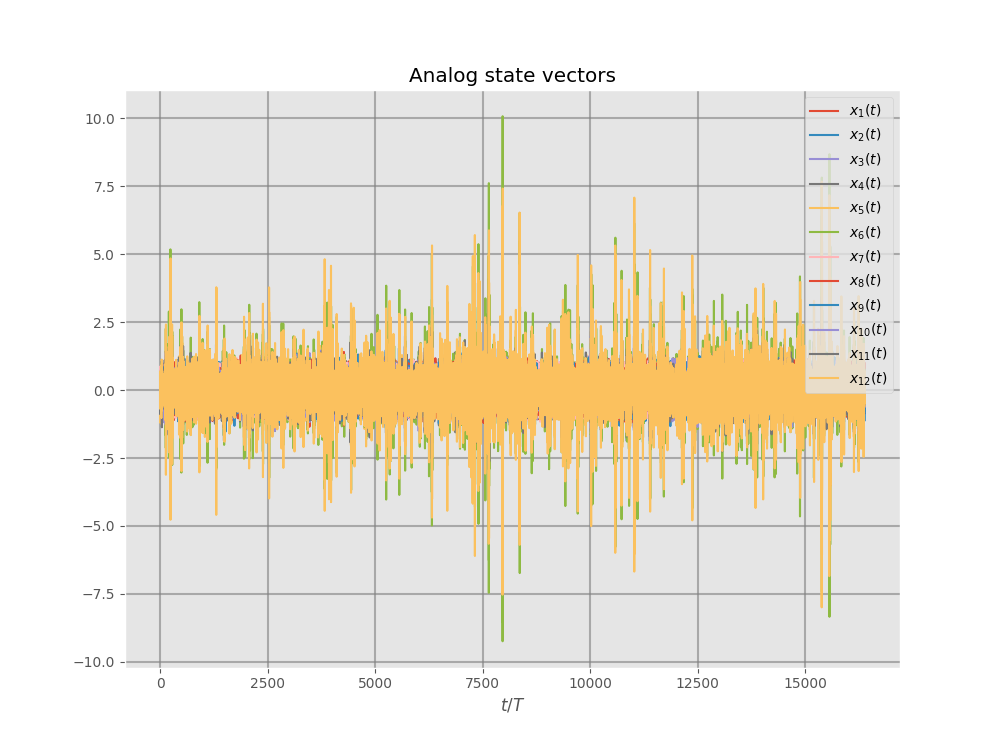 Analog state vectors
10.0
7.5
5.0
2.5
0.0
−2.5
−5.0
−7.5
−10.0
0 2500 5000 7500 10000 12500 15000
t/T
x₁(t)
x₂(t)
x₃(t)
x₄(t)
x₅(t)
x₆(t)
x₇(t)
x₈(t)
x₉(t)
x₁₀(t)
x₁₁(t)
x₁₂(t)